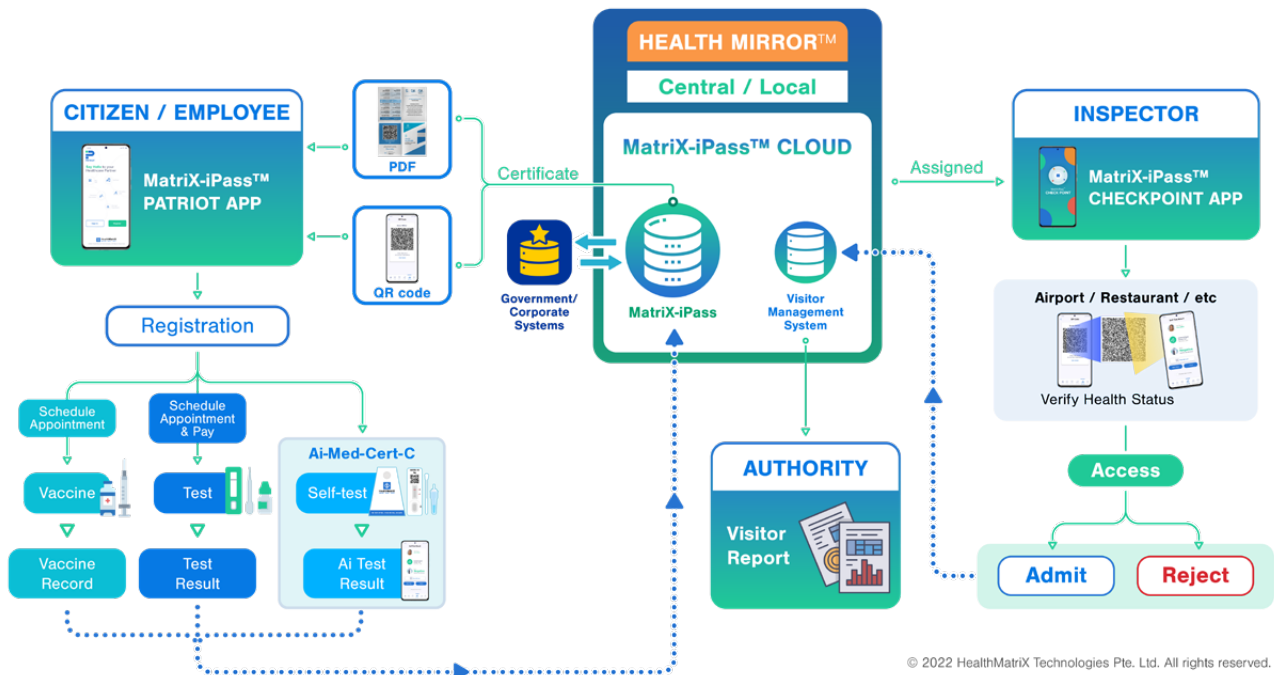 HEALTH MIRROR™
Central / Local
CITIZEN / EMPLOYEE
MatriX-iPass™
PATRIOT APP
PDF
QR code
Certificate
MatriX-iPass™ CLOUD
Government/
Corporate
Systems
MatriX-iPass
Visitor
Management
System
Assigned
INSPECTOR
MatriX-iPass™
CHECKPOINT APP
Airport / Restaurant / etc
Verify Health Status
Access
Admit
Reject
Registration
Schedule
Appointment
Schedule
Appointment
& Pay
Ai-Med-Cert-C
Vaccine
Test
Self-test
Vaccine
Record
Test
Result
Ai Test
Result
AUTHORITY
Visitor
Report
© 2022 HealthMatriX Technologies Pte. Ltd. All rights reserved.